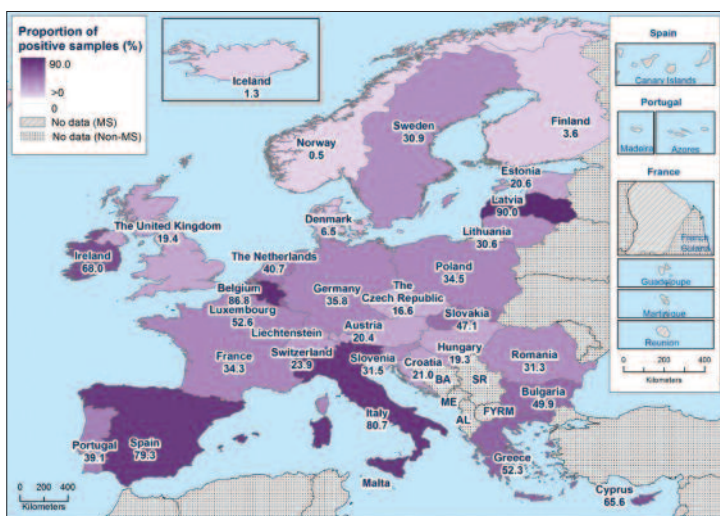 Proportion of
positive samples (%)
90.0
>0
0
No data (MS)
No data (Non-MS)
Iceland
1.3
Norway
0.5
Sweden
30.9
Finland
3.6
Estonia
20.6
Latvia
90.0
Lithuania
30.6
Denmark
6.5
The United Kingdom
19.4
Ireland
68.0
The Netherlands
40.7
Belgium
86.8
Luxembourg
52.6
Germany
35.8
Poland
34.5
The
Czech Republic
16.6
Slovakia
47.1
Liechtenstein
Austria
20.4
Hungary
19.3
France
34.3
Switzerland
23.9
Slovenia
31.5
Croatia
21.0
Romania
31.3
BA
SR
ME
AL
FYRM
Bulgaria
49.9
Italy
80.7
Portugal
39.1
Spain
79.3
Greece
52.3
Malta
Cyprus
65.6
0 200 400
Kilometers
Spain
Canary Islands
Portugal
Madeira
Azores
France
French
Guiana
Guadeloupe
Martinique
Reunion
0 200 400
Kilometers